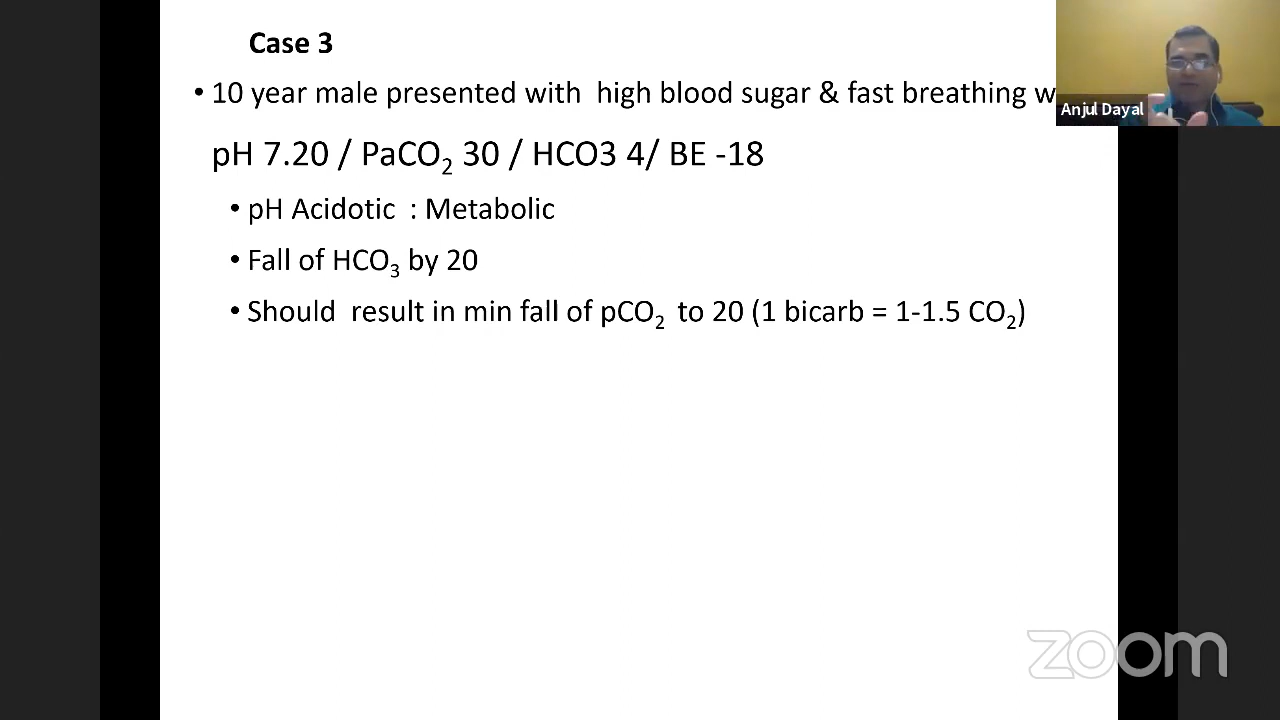 Case 3
• 10 year male presented with high blood sugar & fast breathing w
Anjul Dayal
pH 7.20 / PaCO₂ 30 / HCO3 4/ BE -18
• pH Acidotic : Metabolic
• Fall of HCO₃ by 20
• Should result in min fall of pCO₂ to 20 (1 bicarb = 1-1.5 CO₂)
zoom